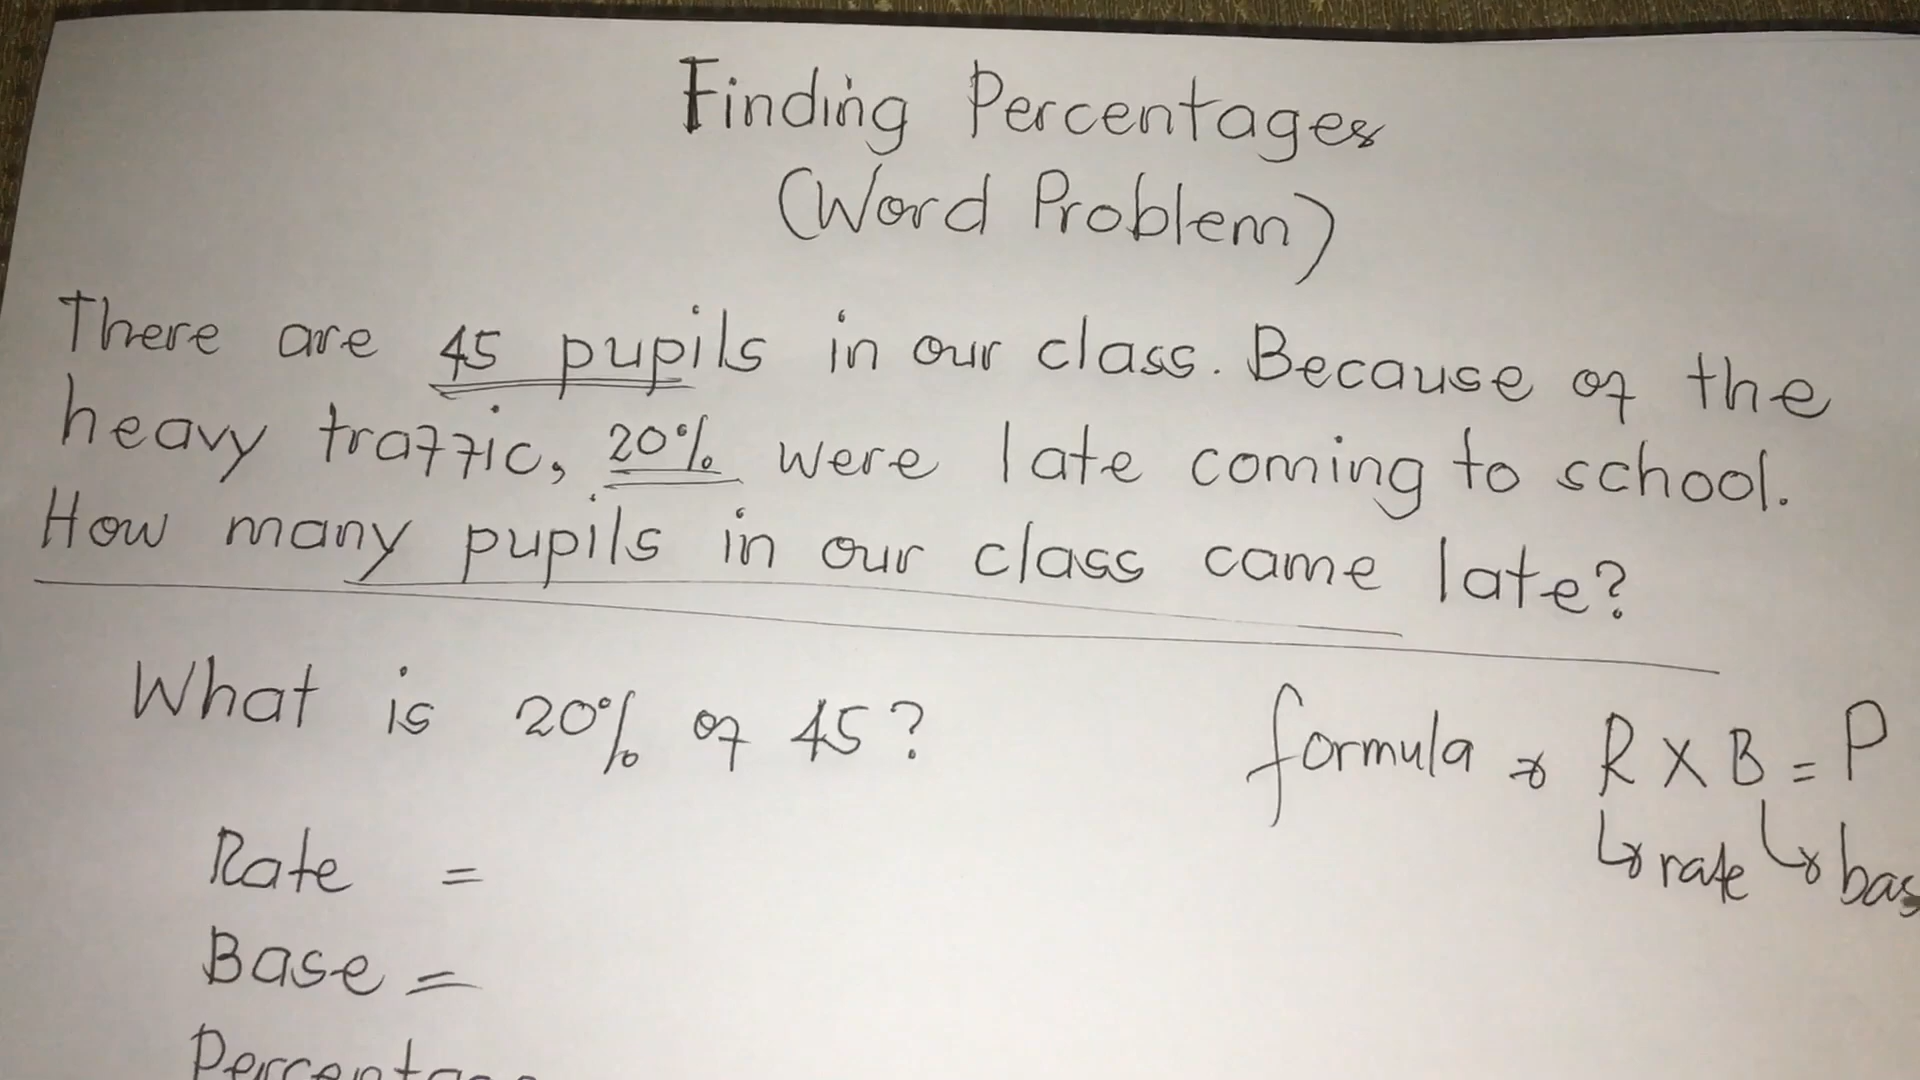 Finding Percentages
(Word Problem)
There are 45 pupils in our class. Because of the
heavy traffic, 20% were late coming to school.
How many pupils in our class came late?
What is 20% of 45?
formula → R X B = P
↳ rate ↳ bas
Rate =
Base =
Percentage